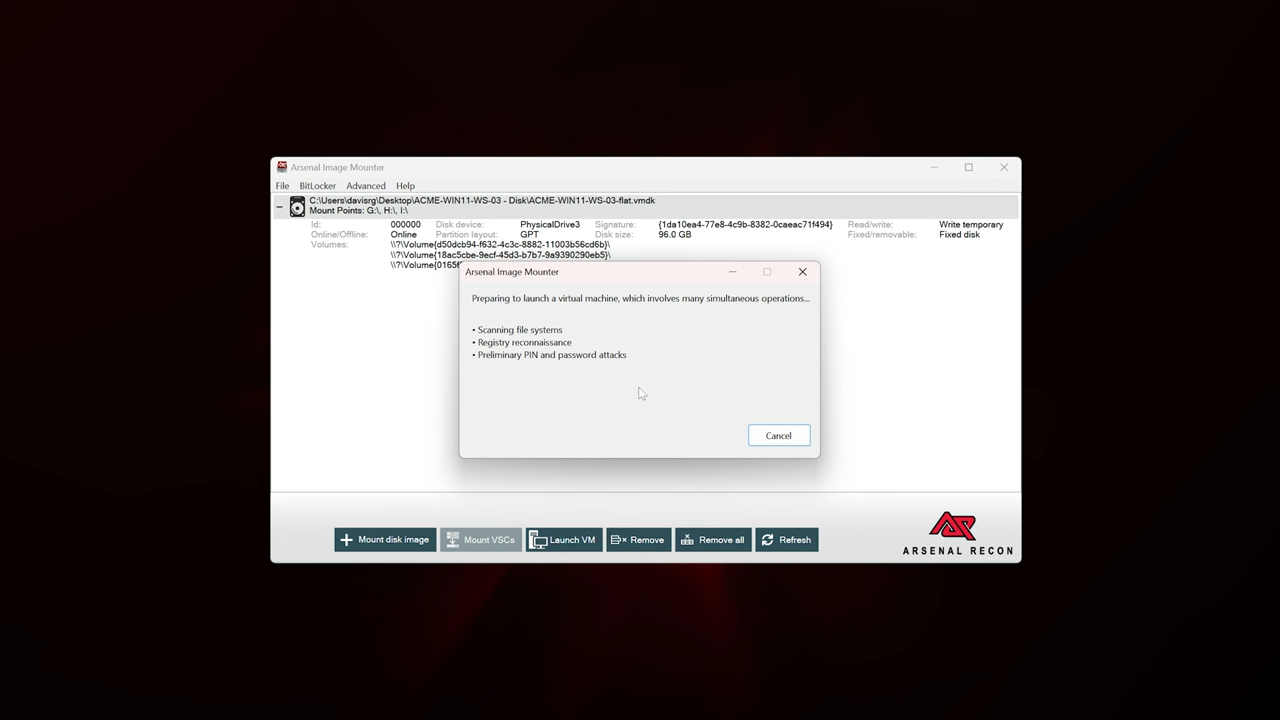 Arsenal Image Mounter
File BitLocker Advanced Help
C:\Users\davisrg\Desktop\ACME-WIN11-WS-03 - Disk\ACME-WIN11-WS-03-flat.vmdk
Mount Points: G:\, H:\, I:\
Id: 000000 Disk device: PhysicalDrive3 Signature: {1da10ea4-77e8-4c9b-8382-0caeac71f494} Read/write: Write temporary
Online/Offline: Online Partition layout: GPT Disk size: 96.0 GB Fixed/removable: Fixed disk
Volumes: \\?\Volume{d50dcb94-f632-4c3c-8882-11003b56cd6b}\
\\?\Volume{18ac5cbe-9ecf-45d3-b7b7-9a9390290eb5}\
\\?\Volume{0165f
Arsenal Image Mounter
Preparing to launch a virtual machine, which involves many simultaneous operations...
• Scanning file systems
• Registry reconnaissance
• Preliminary PIN and password attacks
Cancel
Mount disk image Mount VSCs Launch VM Remove Remove all Refresh
ARSENAL RECON